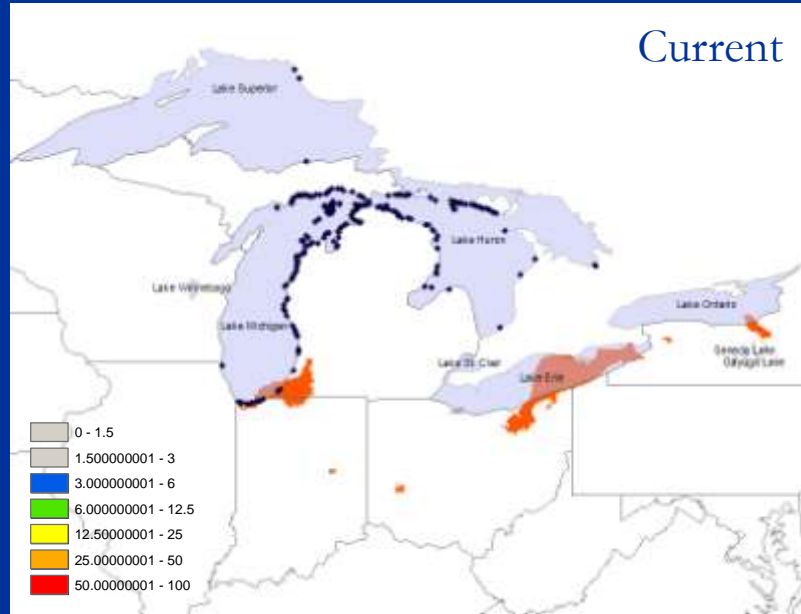 Current
Lake Superior
Lake Huron
Lake Winnebago
Lake Ontario
Lake Michigan
Seneca Lake
Cayuga Lake
Lake St. Clair
Lake Erie
0 - 1.5
1.500000001 - 3
3.000000001 - 6
6.000000001 - 12.5
12.50000001 - 25
25.00000001 - 50
50.00000001 - 100